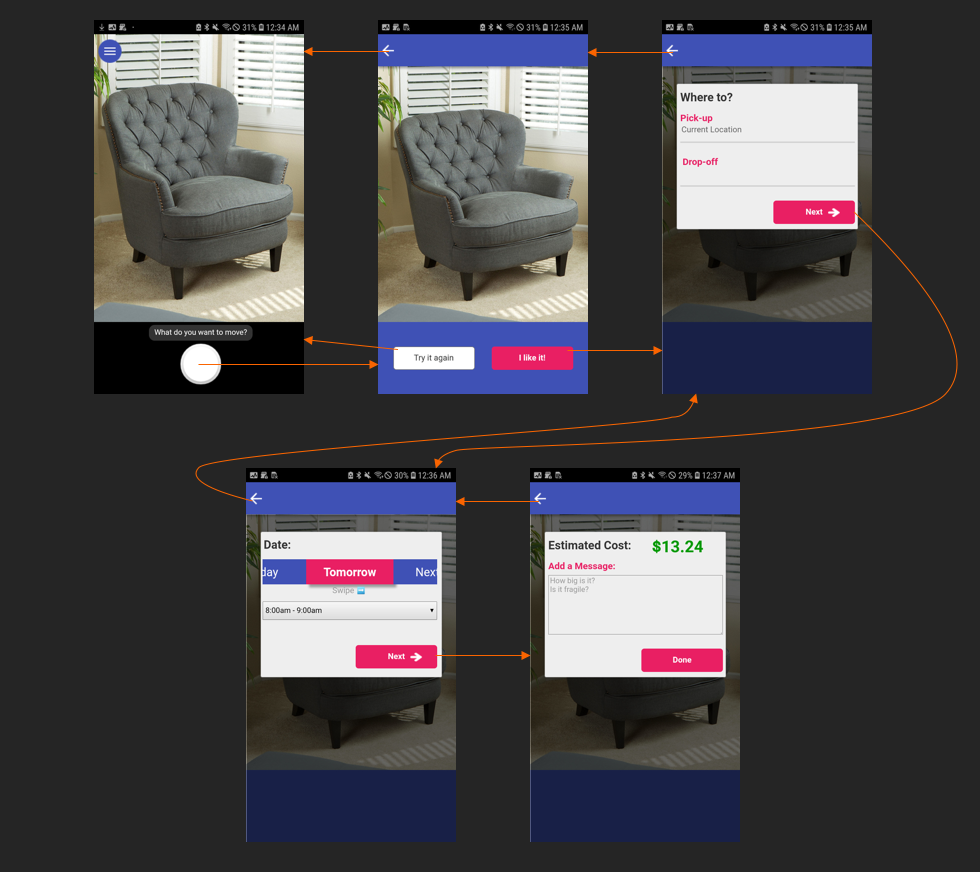 31% 12:34 AM
What do you want to move?
31% 12:35 AM
Try it again
I like it!
31% 12:35 AM
Where to?
Pick-up
Current Location
Drop-off
Next
30% 12:36 AM
Date:
day Tomorrow Nex
Swipe
8:00am - 9:00am
Next
29% 12:37 AM
Estimated Cost: $13.24
Add a Message:
How big is it?
Is it fragile?
Done